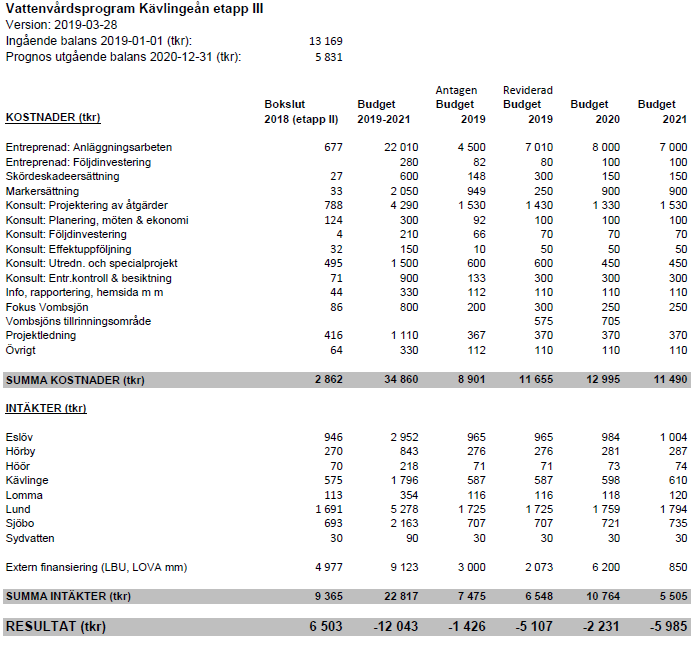 Vattenvårdsprogram Kävlingeån etapp III
Version: 2019-03-28
Ingående balans 2019-01-01 (tkr): 13 169
Prognos utgående balans 2020-12-31 (tkr): 5 831
Antagen Reviderad
Bokslut Budget Budget Budget Budget Budget
KOSTNADER (tkr) 2018 (etapp II) 2019-2021 2019 2019 2020 2021
Entreprenad: Anläggningsarbeten 677 22 010 4 500 7 010 8 000 7 000
Entreprenad: Följdinvestering 280 82 80 100 100
Skördeskadeersättning 27 600 148 300 150 150
Markersättning 33 2 050 949 250 900 900
Konsult: Projektering av åtgärder 788 4 290 1 530 1 430 1 330 1 530
Konsult: Planering, möten & ekonomi 124 300 92 100 100 100
Konsult: Följdinvestering 4 210 66 70 70 70
Konsult: Effektuppföljning 32 150 10 50 50 50
Konsult: Utredn. och specialprojekt 495 1 500 600 600 450 450
Konsult: Entr.kontroll & besiktning 71 900 133 300 300 300
Info, rapportering, hemsida m m 44 330 112 110 110 110
Fokus Vombsjön 86 800 200 300 250 250
Vombsjöns tillrinningsområde 575 705
Projektledning 416 1 110 367 370 370 370
Övrigt 64 330 112 110 110 110
SUMMA KOSTNADER (tkr) 2 862 34 860 8 901 11 655 12 995 11 490
INTÄKTER (tkr)
Eslöv 946 2 952 965 965 984 1 004
Hörby 270 843 276 276 281 287
Höör 70 218 71 71 73 74
Kävlinge 575 1 796 587 587 598 610
Lomma 113 354 116 116 118 120
Lund 1 691 5 278 1 725 1 725 1 759 1 794
Sjöbo 693 2 163 707 707 721 735
Sydvatten 30 90 30 30 30 30
Extern finansiering (LBU, LOVA mm) 4 977 9 123 3 000 2 073 6 200 850
SUMMA INTÄKTER (tkr) 9 365 22 817 7 475 6 548 10 764 5 505
RESULTAT (tkr) 6 503 -12 043 -1 426 -5 107 -2 231 -5 985